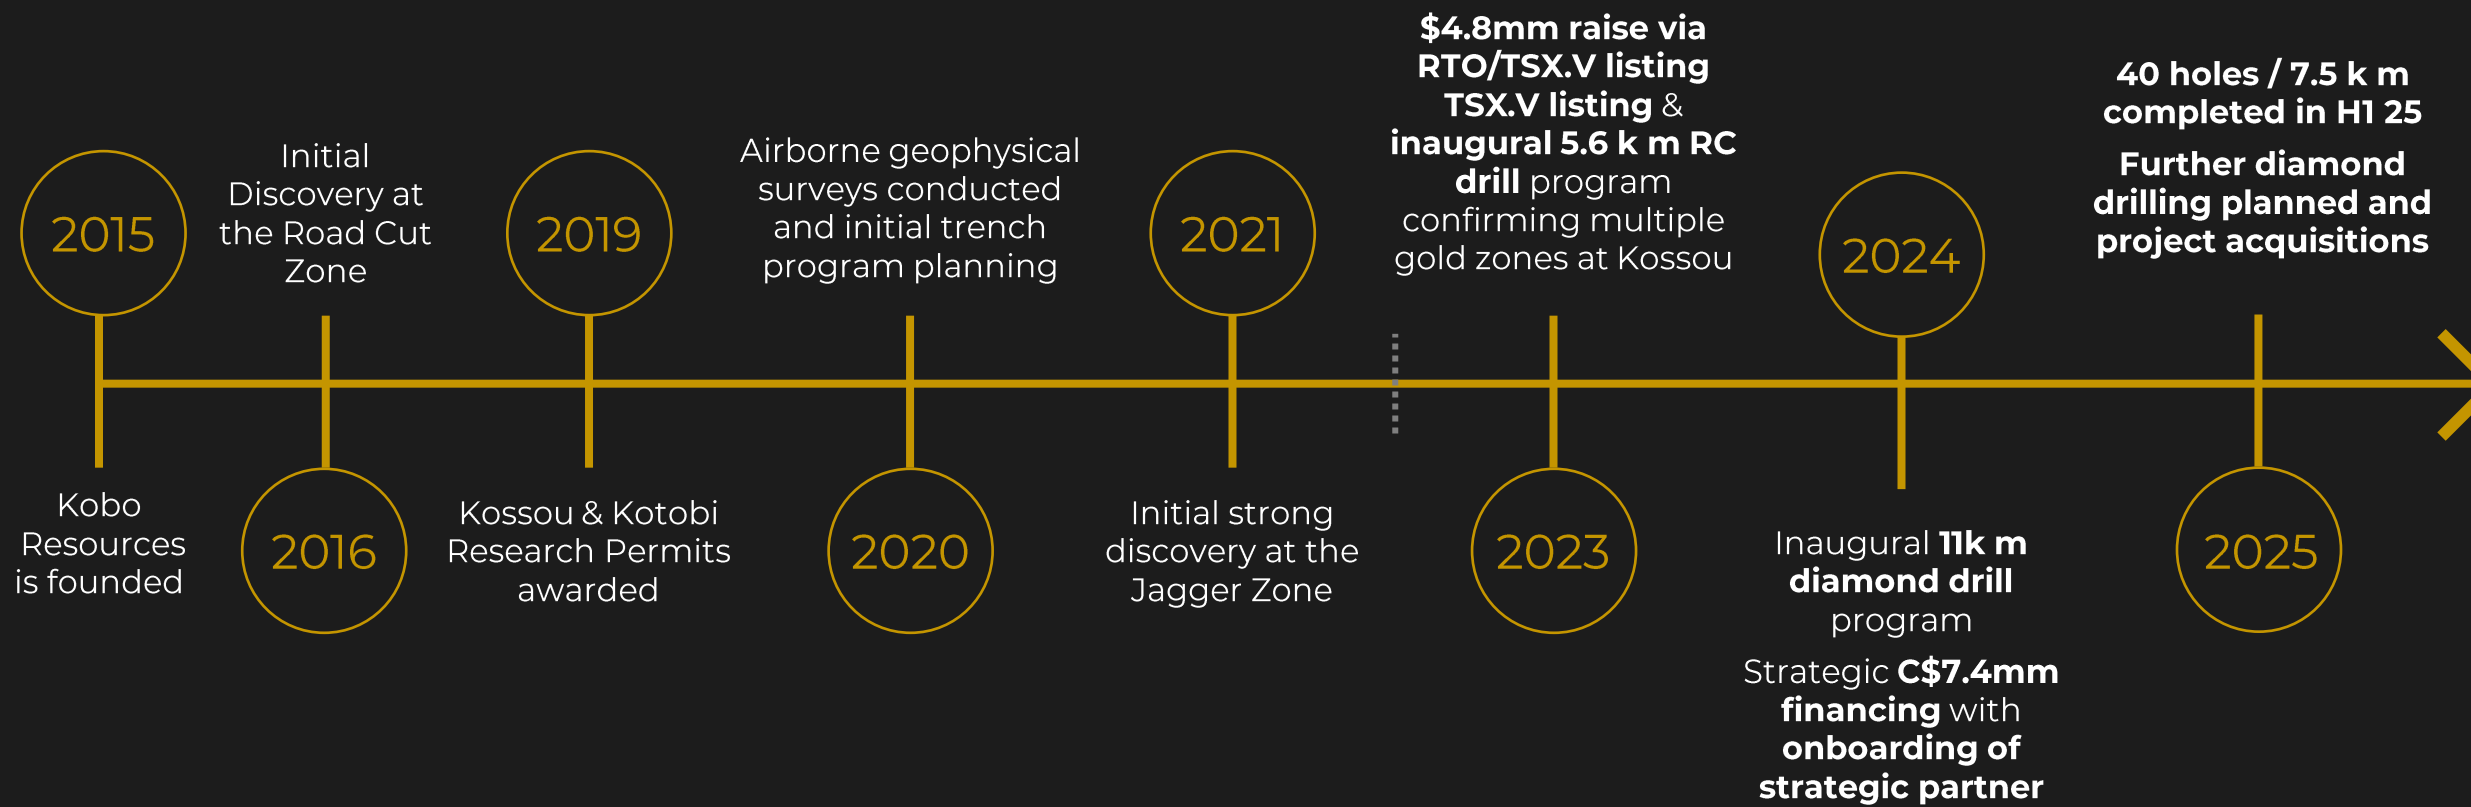 2015
Kobo
Resources
is founded
Initial
Discovery at
the Road Cut
Zone
2016
2019
Kossou & Kotobi
Research Permits
awarded
Airborne geophysical
surveys conducted
and initial trench
program planning
2020
2021
Initial strong
discovery at the
Jagger Zone
$4.8mm raise via
RTO/TSX.V listing
TSX.V listing &
inaugural 5.6 k m RC
drill program
confirming multiple
gold zones at Kossou
2023
2024
Inaugural 11k m
diamond drill
program
Strategic C$7.4mm
financing with
onboarding of
strategic partner
40 holes / 7.5 k m
completed in H1 25
Further diamond
drilling planned and
project acquisitions
2025